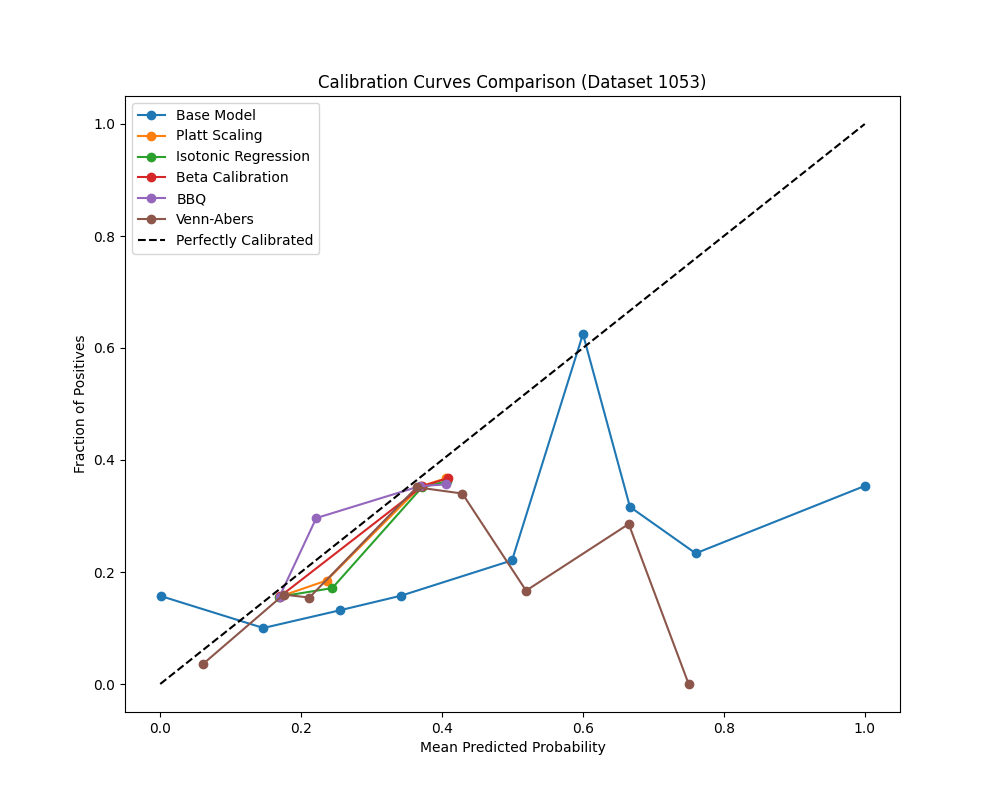 Calibration Curves Comparison (Dataset 1053)
Base Model
Platt Scaling
Isotonic Regression
Beta Calibration
BBQ
Venn-Abers
Perfectly Calibrated
Fraction of Positives
1.0
0.8
0.6
0.4
0.2
0.0
0.0 0.2 0.4 0.6 0.8 1.0
Mean Predicted Probability